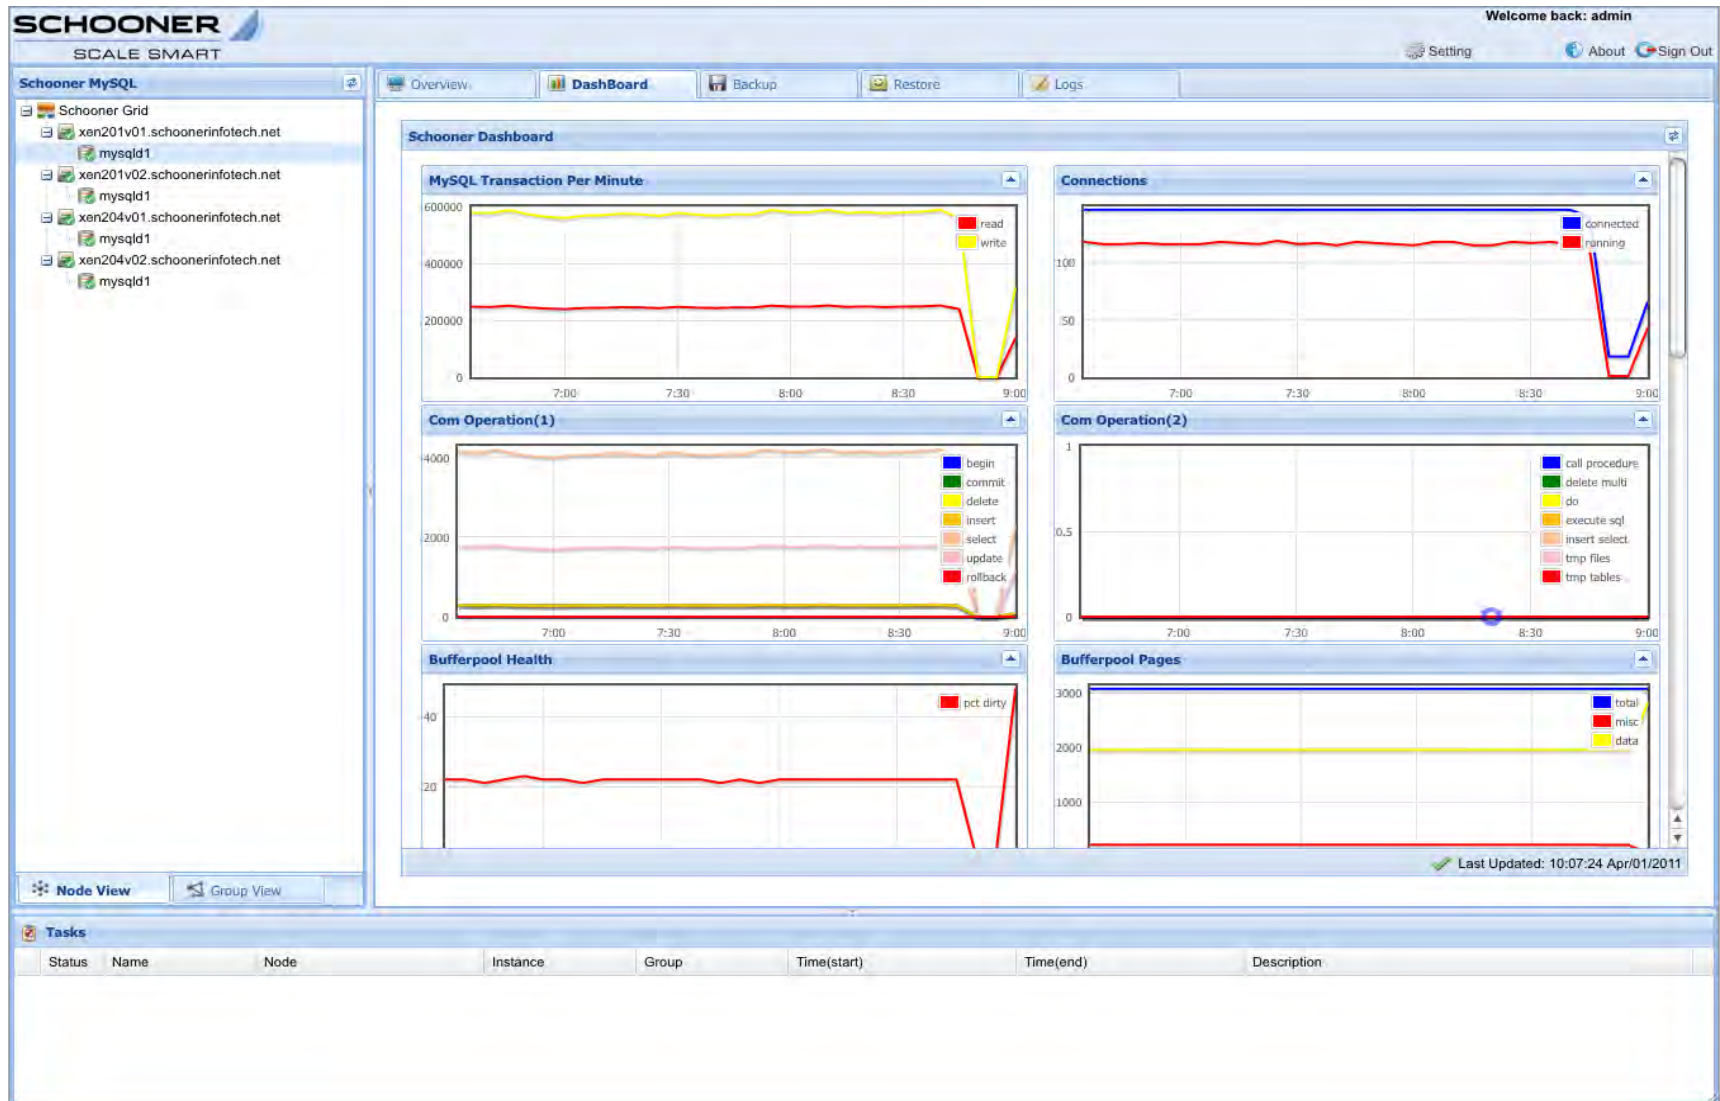 SCHOONER
SCALE SMART
Welcome back: admin
Setting
About
Sign Out
Schooner MySQL
Schooner Grid
xen201v01.schoonerinfotech.net
mysqld1
xen201v02.schoonerinfotech.net
mysqld1
xen204v01.schoonerinfotech.net
mysqld1
xen204v02.schoonerinfotech.net
mysqld1
Node View
Group View
Overview
DashBoard
Backup
Restore
Logs
Schooner Dashboard
MySQL Transaction Per Minute
600000
400000
200000
0
read
write
7:00 7:30 8:00 8:30 9:00
Connections
100
50
0
connected
running
7:00 7:30 8:00 8:30 9:00
Com Operation(1)
4000
2000
0
begin
commit
delete
insert
select
update
rollback
7:00 7:30 8:00 8:30 9:00
Com Operation(2)
1
0.5
0
call procedure
delete multi
do
execute sql
insert select
tmp files
tmp tables
7:00 7:30 8:00 8:30 9:00
Bufferpool Health
40
20
pct dirty
Bufferpool Pages
3000
2000
1000
total
misc
data
Last Updated: 10:07:24 Apr/01/2011
Tasks
Status Name Node Instance Group Time(start) Time(end) Description